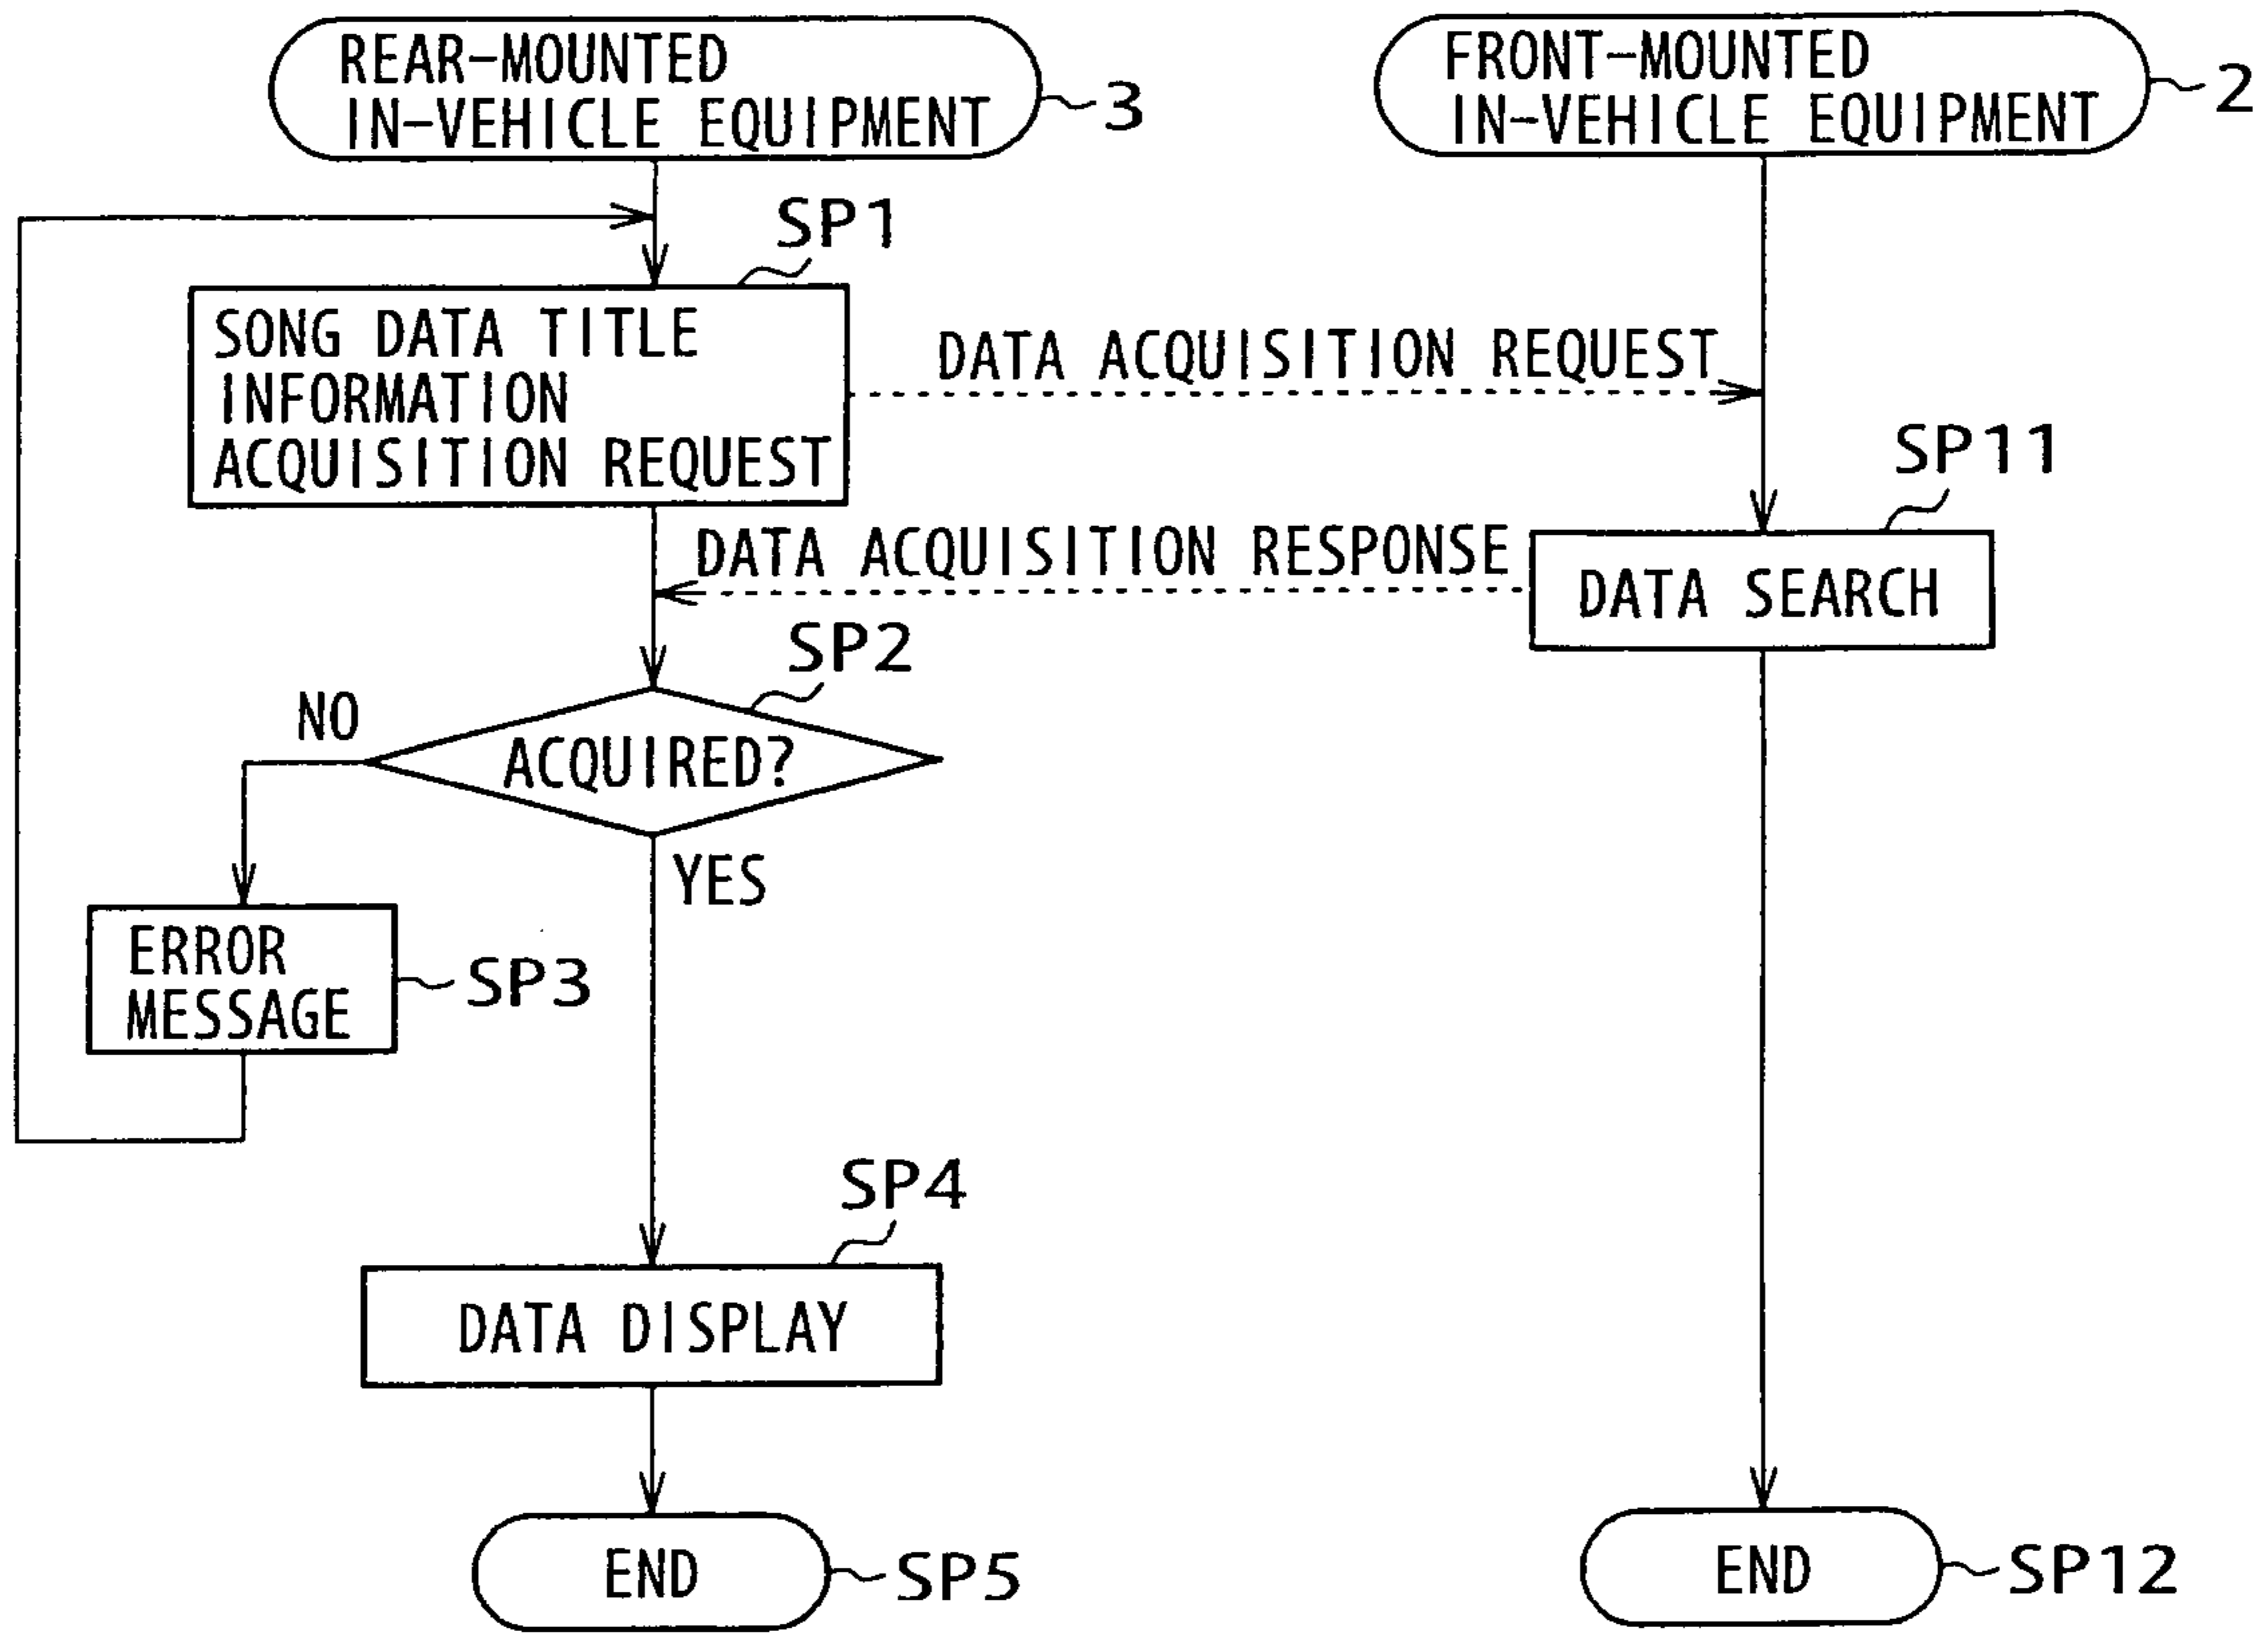 REAR-MOUNTED
IN-VEHICLE EQUIPMENT
3
FRONT-MOUNTED
IN-VEHICLE EQUIPMENT
2
SP1
SONG DATA TITLE
INFORMATION
ACQUISITION REQUEST
DATA ACQUISITION REQUEST
SP11
DATA ACQUISITION RESPONSE
DATA SEARCH
SP2
NO
ACQUIRED?
YES
ERROR
MESSAGE
SP3
SP4
DATA DISPLAY
END
SP5
END
SP12